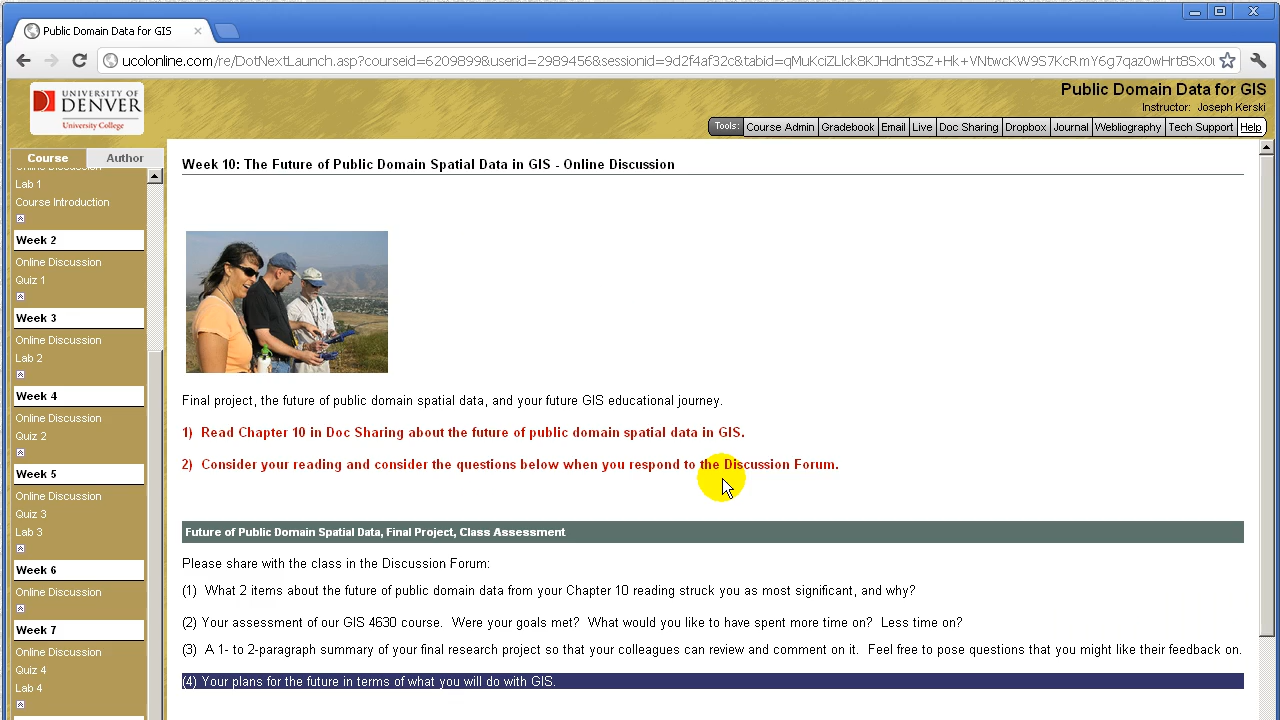 Public Domain Data for GIS
ucolonline.com/re/DotNextLaunch.asp?courseid=6209899&userid=2989456&sessionid=
UNIVERSITY OF
DENVER
University College
Public Domain Data for GIS
Instructor: Joseph Kerski
Tools: Course Admin Gradebook Email Live Doc Sharing Dropbox Journal Webliography Tech Support Help
Course Author
Online Discussion
Lab 1
Course Introduction
Week 2
Online Discussion
Quiz 1
Week 3
Online Discussion
Lab 2
Week 4
Online Discussion
Quiz 2
Week 5
Online Discussion
Quiz 3
Lab 3
Week 6
Online Discussion
Week 7
Online Discussion
Quiz 4
Lab 4
Week 10: The Future of Public Domain Spatial Data in GIS - Online Discussion
Final project, the future of public domain spatial data, and your future GIS educational journey.
1) Read Chapter 10 in Doc Sharing about the future of public domain spatial data in GIS.
2) Consider your reading and consider the questions below when you respond to the Discussion Forum.
Future of Public Domain Spatial Data, Final Project, Class Assessment
Please share with the class in the Discussion Forum:
(1) What 2 items about the future of public domain data from your Chapter 10 reading struck you as most significant, and why?
(2) Your assessment of our GIS 4630 course. Were your goals met? What would you like to have spent more time on? Less time on?
(3) A 1- to 2-paragraph summary of your final research project so that your colleagues can review and comment on it. Feel free to pose questions that you might like their feedback on.
(4) Your plans for the future in terms of what you will do with GIS.